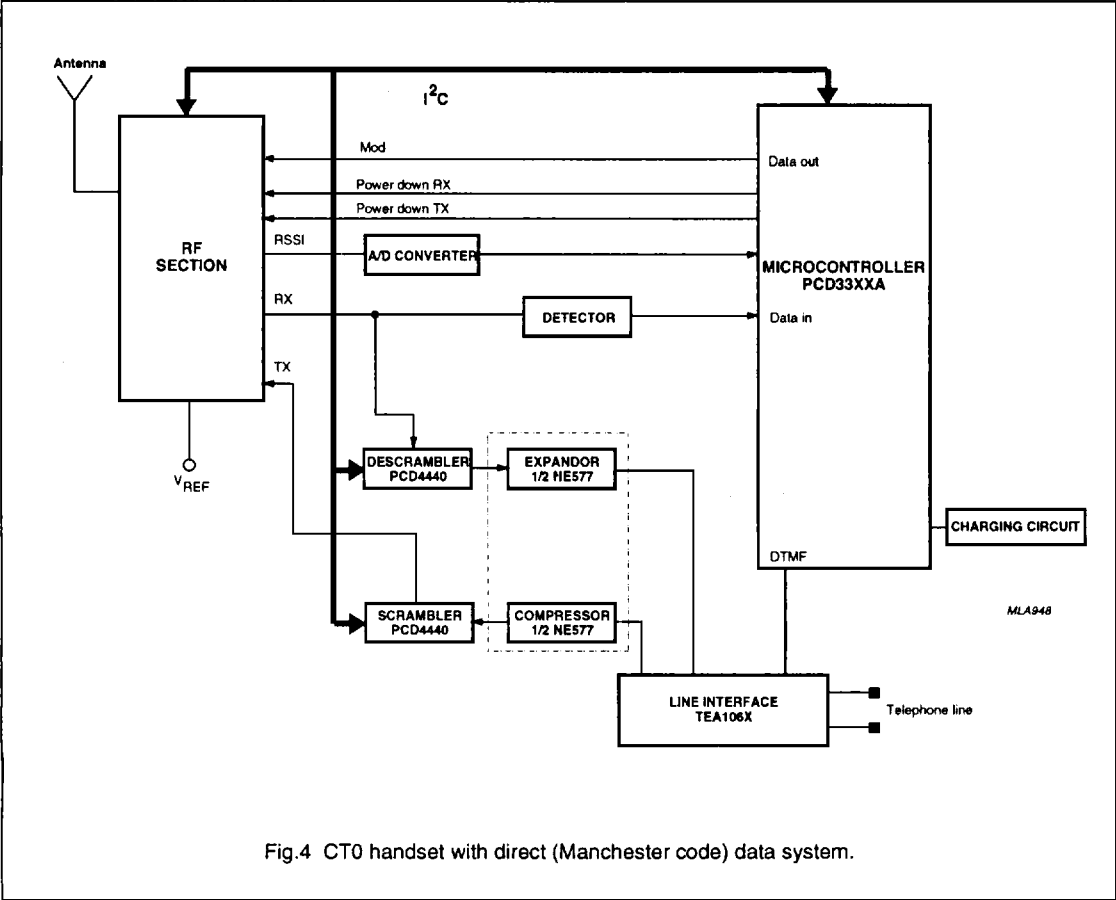 Antenna
I²C
Mod
Data out
Power down RX
Power down TX
RSSI
A/D CONVERTER
RF
SECTION
MICROCONTROLLER
PCD33XXA
RX
DETECTOR
Data in
TX
DESCRAMBLER
PCD4440
EXPANDOR
1/2 NE577
VREF
CHARGING CIRCUIT
DTMF
SCRAMBLER
PCD4440
COMPRESSOR
1/2 NE577
MLA948
LINE INTERFACE
TEA106X
Telephone line
Fig.4 CT0 handset with direct (Manchester code) data system.